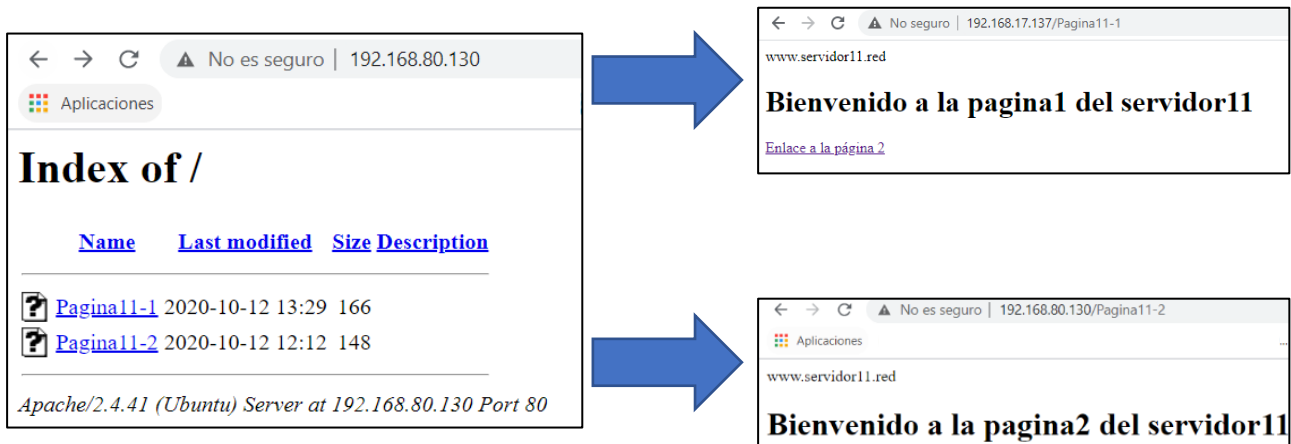 No es seguro | 192.168.80.130
Aplicaciones
Index of /
Name Last modified Size Description
Pagina11-1 2020-10-12 13:29 166
Pagina11-2 2020-10-12 12:12 148
Apache/2.4.41 (Ubuntu) Server at 192.168.80.130 Port 80
No seguro | 192.168.17.137/Pagina11-1
www.servidor11.red
Bienvenido a la pagina1 del servidor11
Enlace a la página 2
No es seguro | 192.168.80.130/Pagina11-2
Aplicaciones
...
www.servidor11.red
Bienvenido a la pagina2 del servidor11